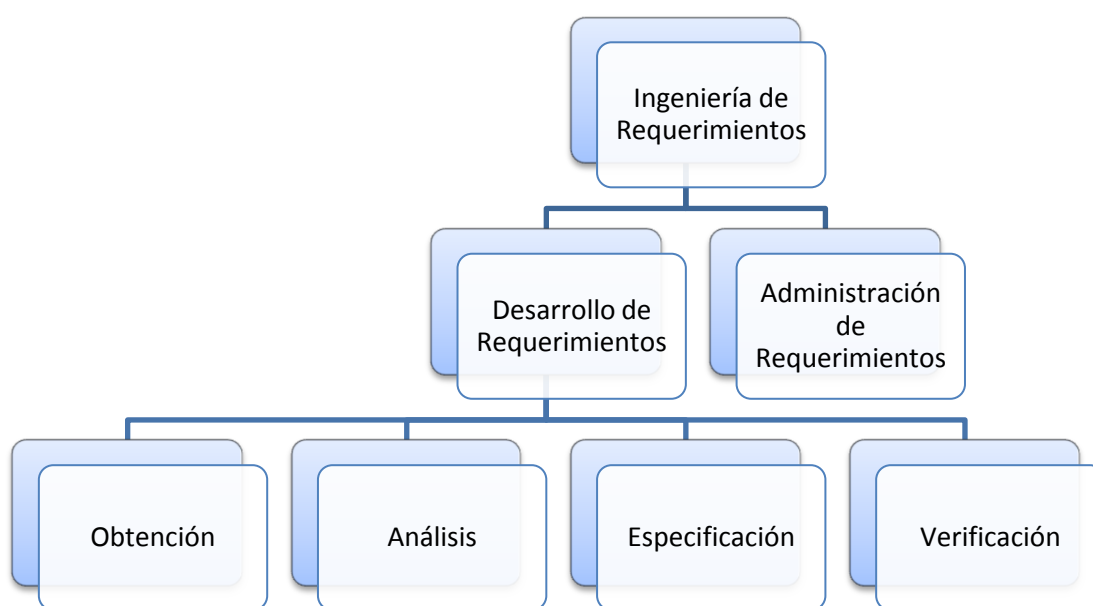 Ingeniería de
Requerimientos
Desarrollo de
Requerimientos
Administración
de
Requerimientos
Obtención
Análisis
Especificación
Verificación